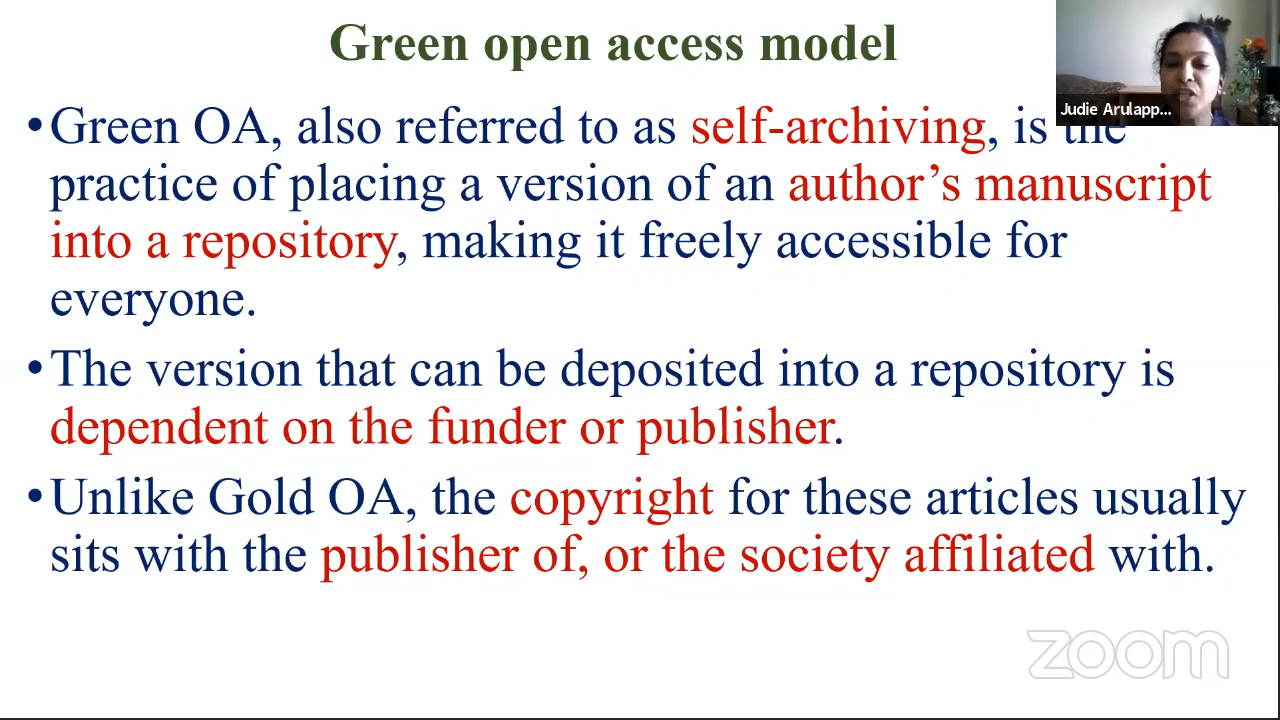 Green open access model
Judie Arulapp...
•Green OA, also referred to as self-archiving, is the
practice of placing a version of an author’s manuscript
into a repository, making it freely accessible for
everyone.
•The version that can be deposited into a repository is
dependent on the funder or publisher.
•Unlike Gold OA, the copyright for these articles usually
sits with the publisher of, or the society affiliated with.
zoom